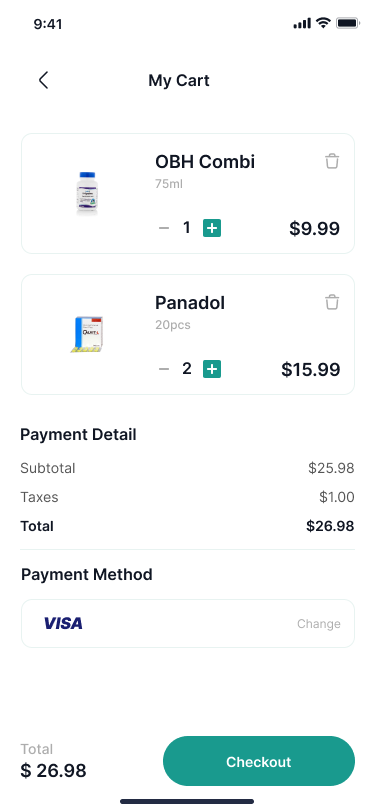 9:41
My Cart
OBH Combi
75ml
1
$9.99
Panadol
20pcs
2
$15.99
Payment Detail
Subtotal $25.98
Taxes $1.00
Total $26.98
Payment Method
VISA Change
Total
$ 26.98
Checkout